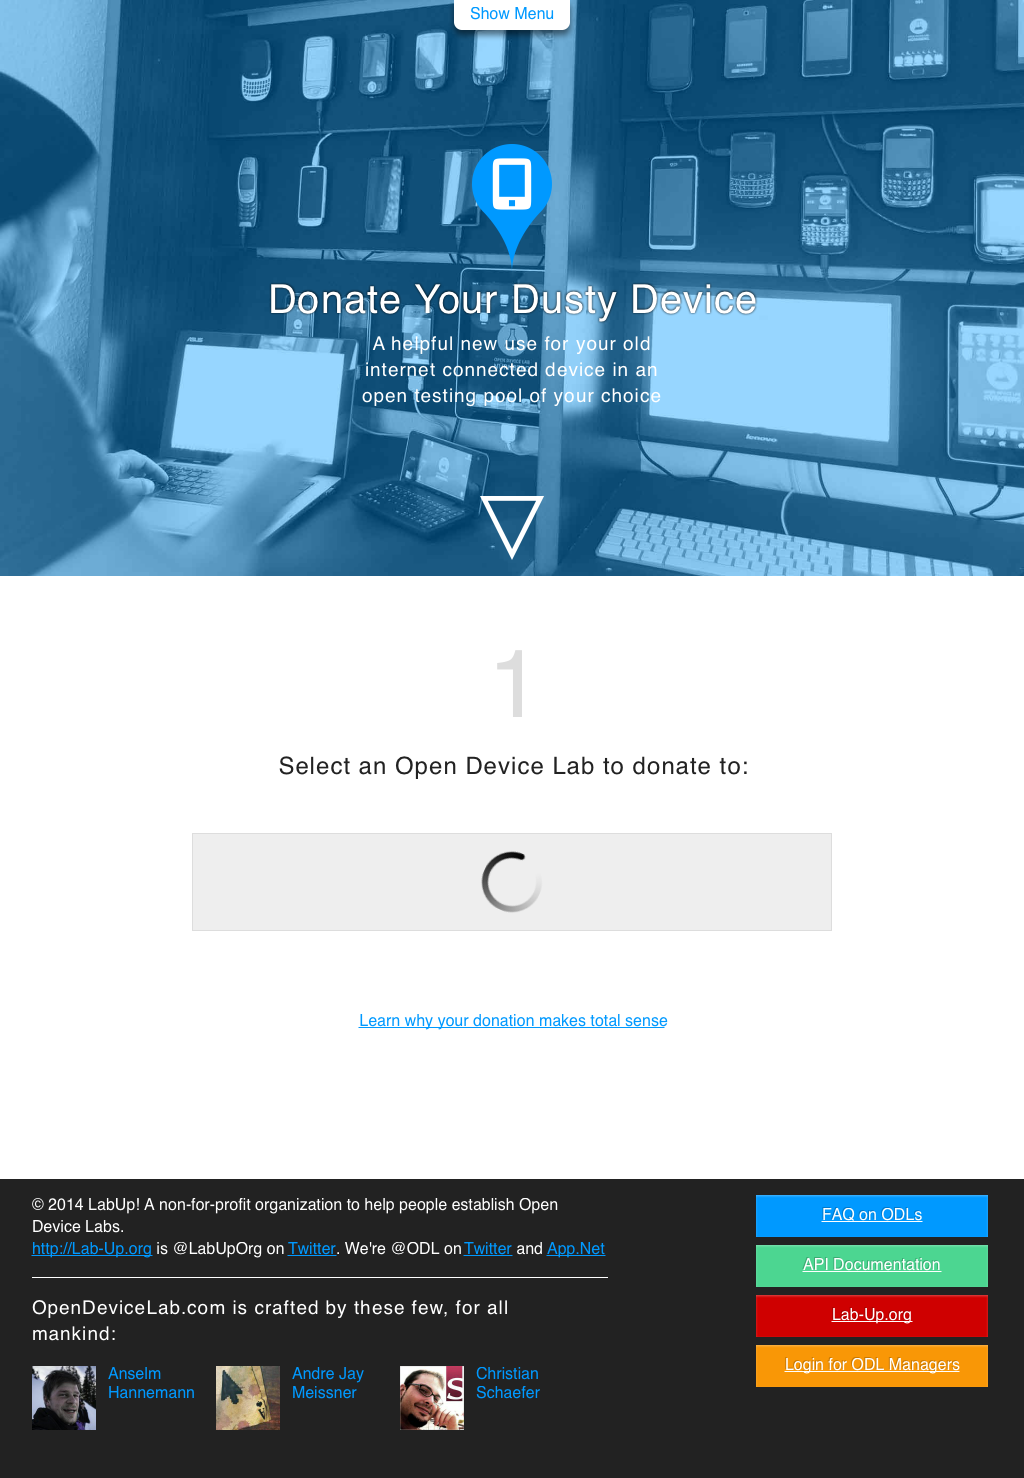 Show Menu
Donate Your Dusty Device
A helpful new use for your old
internet connected device in an
open testing pool of your choice
lenovo
1
Select an Open Device Lab to donate to:
Learn why your donation makes total sense
© 2014 LabUp! A non-for-profit organization to help people establish Open
Device Labs.
http://Lab-Up.org is @LabUpOrg on Twitter. We're @ODL on Twitter and App.Net
OpenDeviceLab.com is crafted by these few, for all
mankind:
Anselm
Hannemann
Andre Jay
Meissner
Christian
Schaefer
FAQ on ODLs
API Documentation
Lab-Up.org
Login for ODL Managers